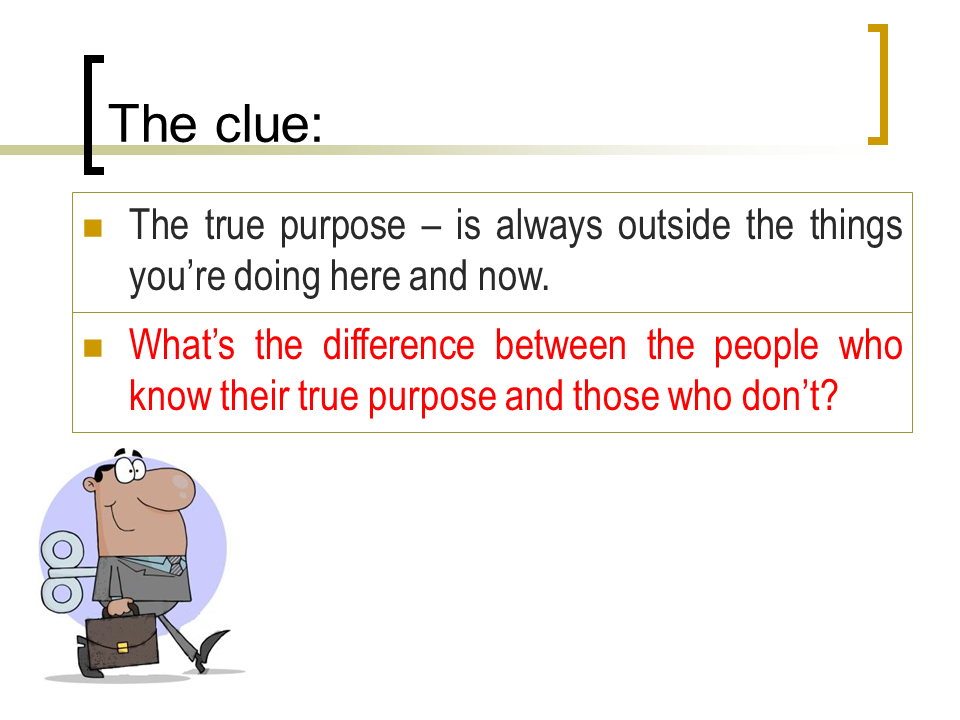 The clue:
The true purpose – is always outside the things
you’re doing here and now.
What’s the difference between the people who
know their true purpose and those who don’t?